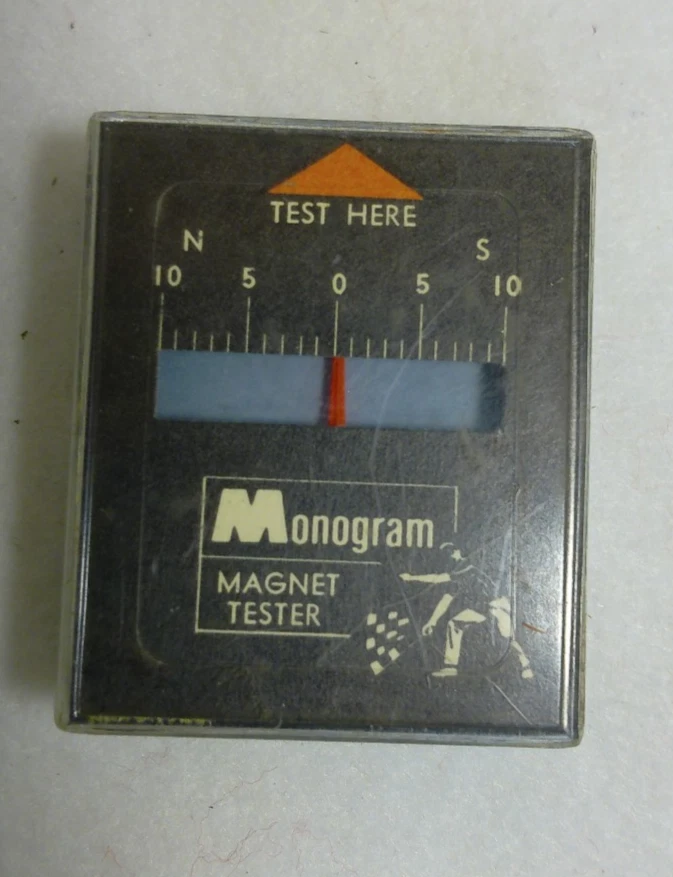 TEST HERE
N S
10 5 0 5 10
Monogram
MAGNET
TESTER